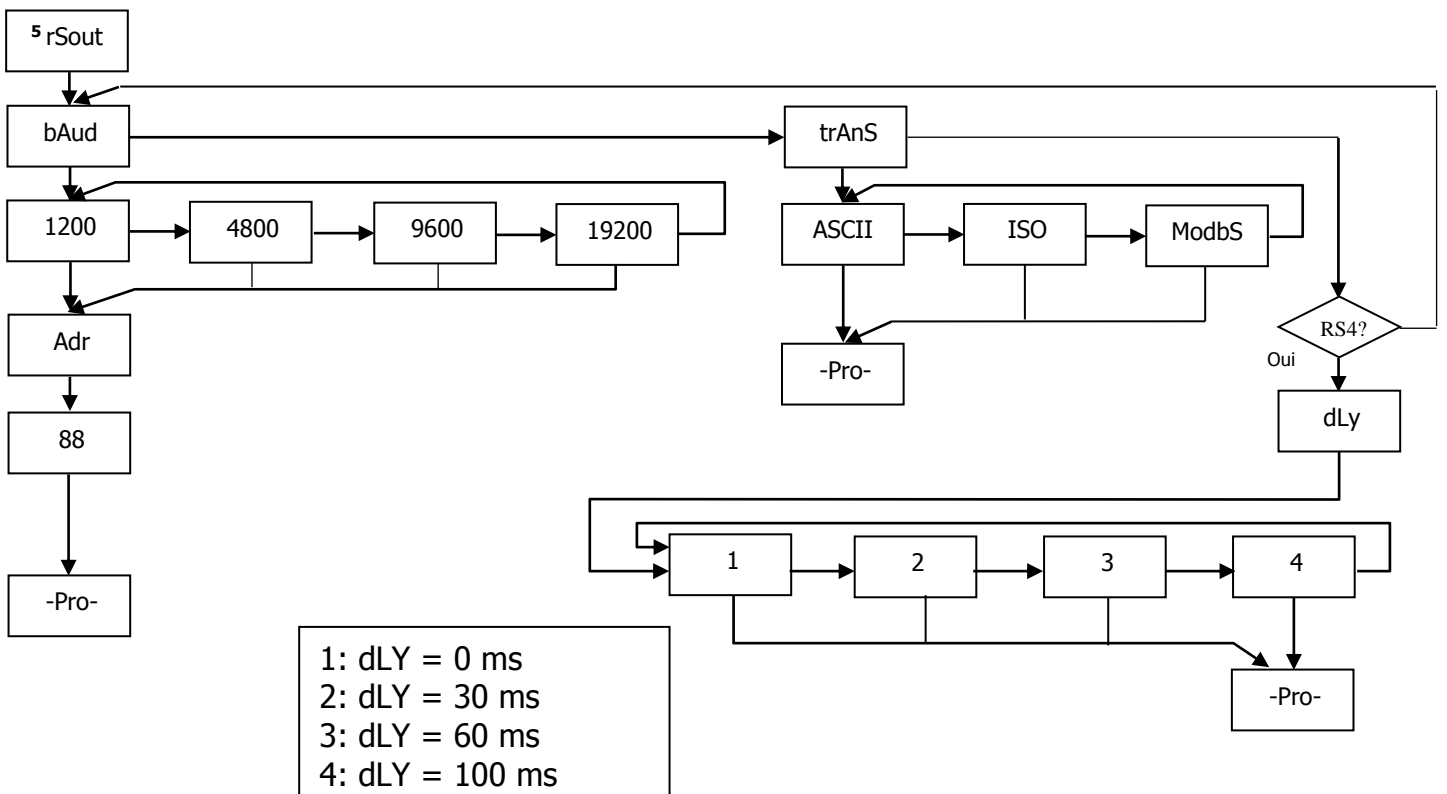 5 rSout
bAud
trAnS
1200
4800
9600
19200
ASCII
ISO
ModbS
Adr
RS4?
-Pro-
Oui
dLy
88
1
2
3
4
-Pro-
-Pro-
1: dLY = 0 ms
2: dLY = 30 ms
3: dLY = 60 ms
4: dLY = 100 ms